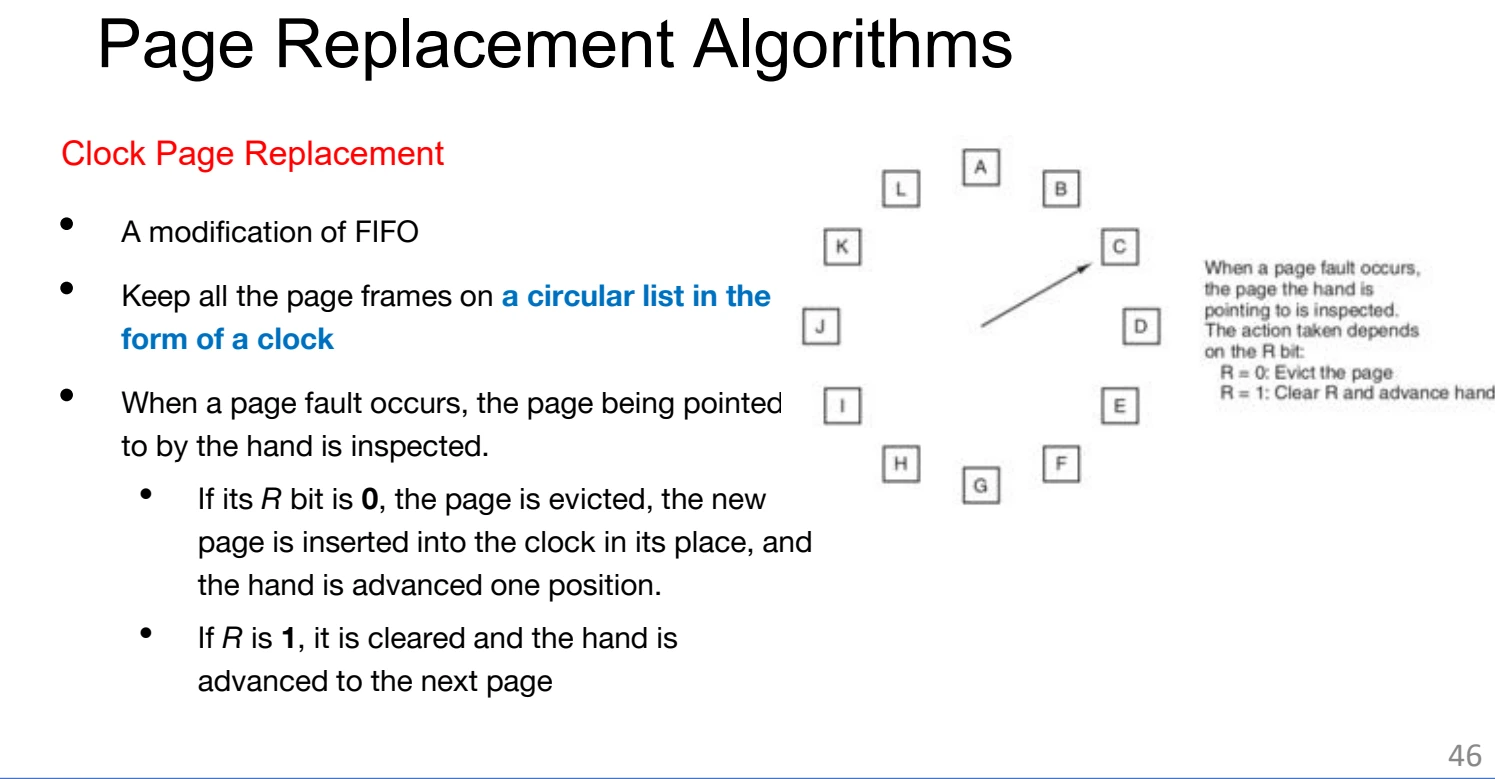 Page Replacement Algorithms
Clock Page Replacement
• A modification of FIFO
• Keep all the page frames on a circular list in the
form of a clock
• When a page fault occurs, the page being pointed
to by the hand is inspected.
• If its R bit is 0, the page is evicted, the new
page is inserted into the clock in its place, and
the hand is advanced one position.
• If R is 1, it is cleared and the hand is
advanced to the next page
A
B
C
D
E
F
G
H
I
J
K
L
When a page fault occurs,
the page the hand is
pointing to is inspected.
The action taken depends
on the R bit:
R = 0: Evict the page
R = 1: Clear R and advance hand
46